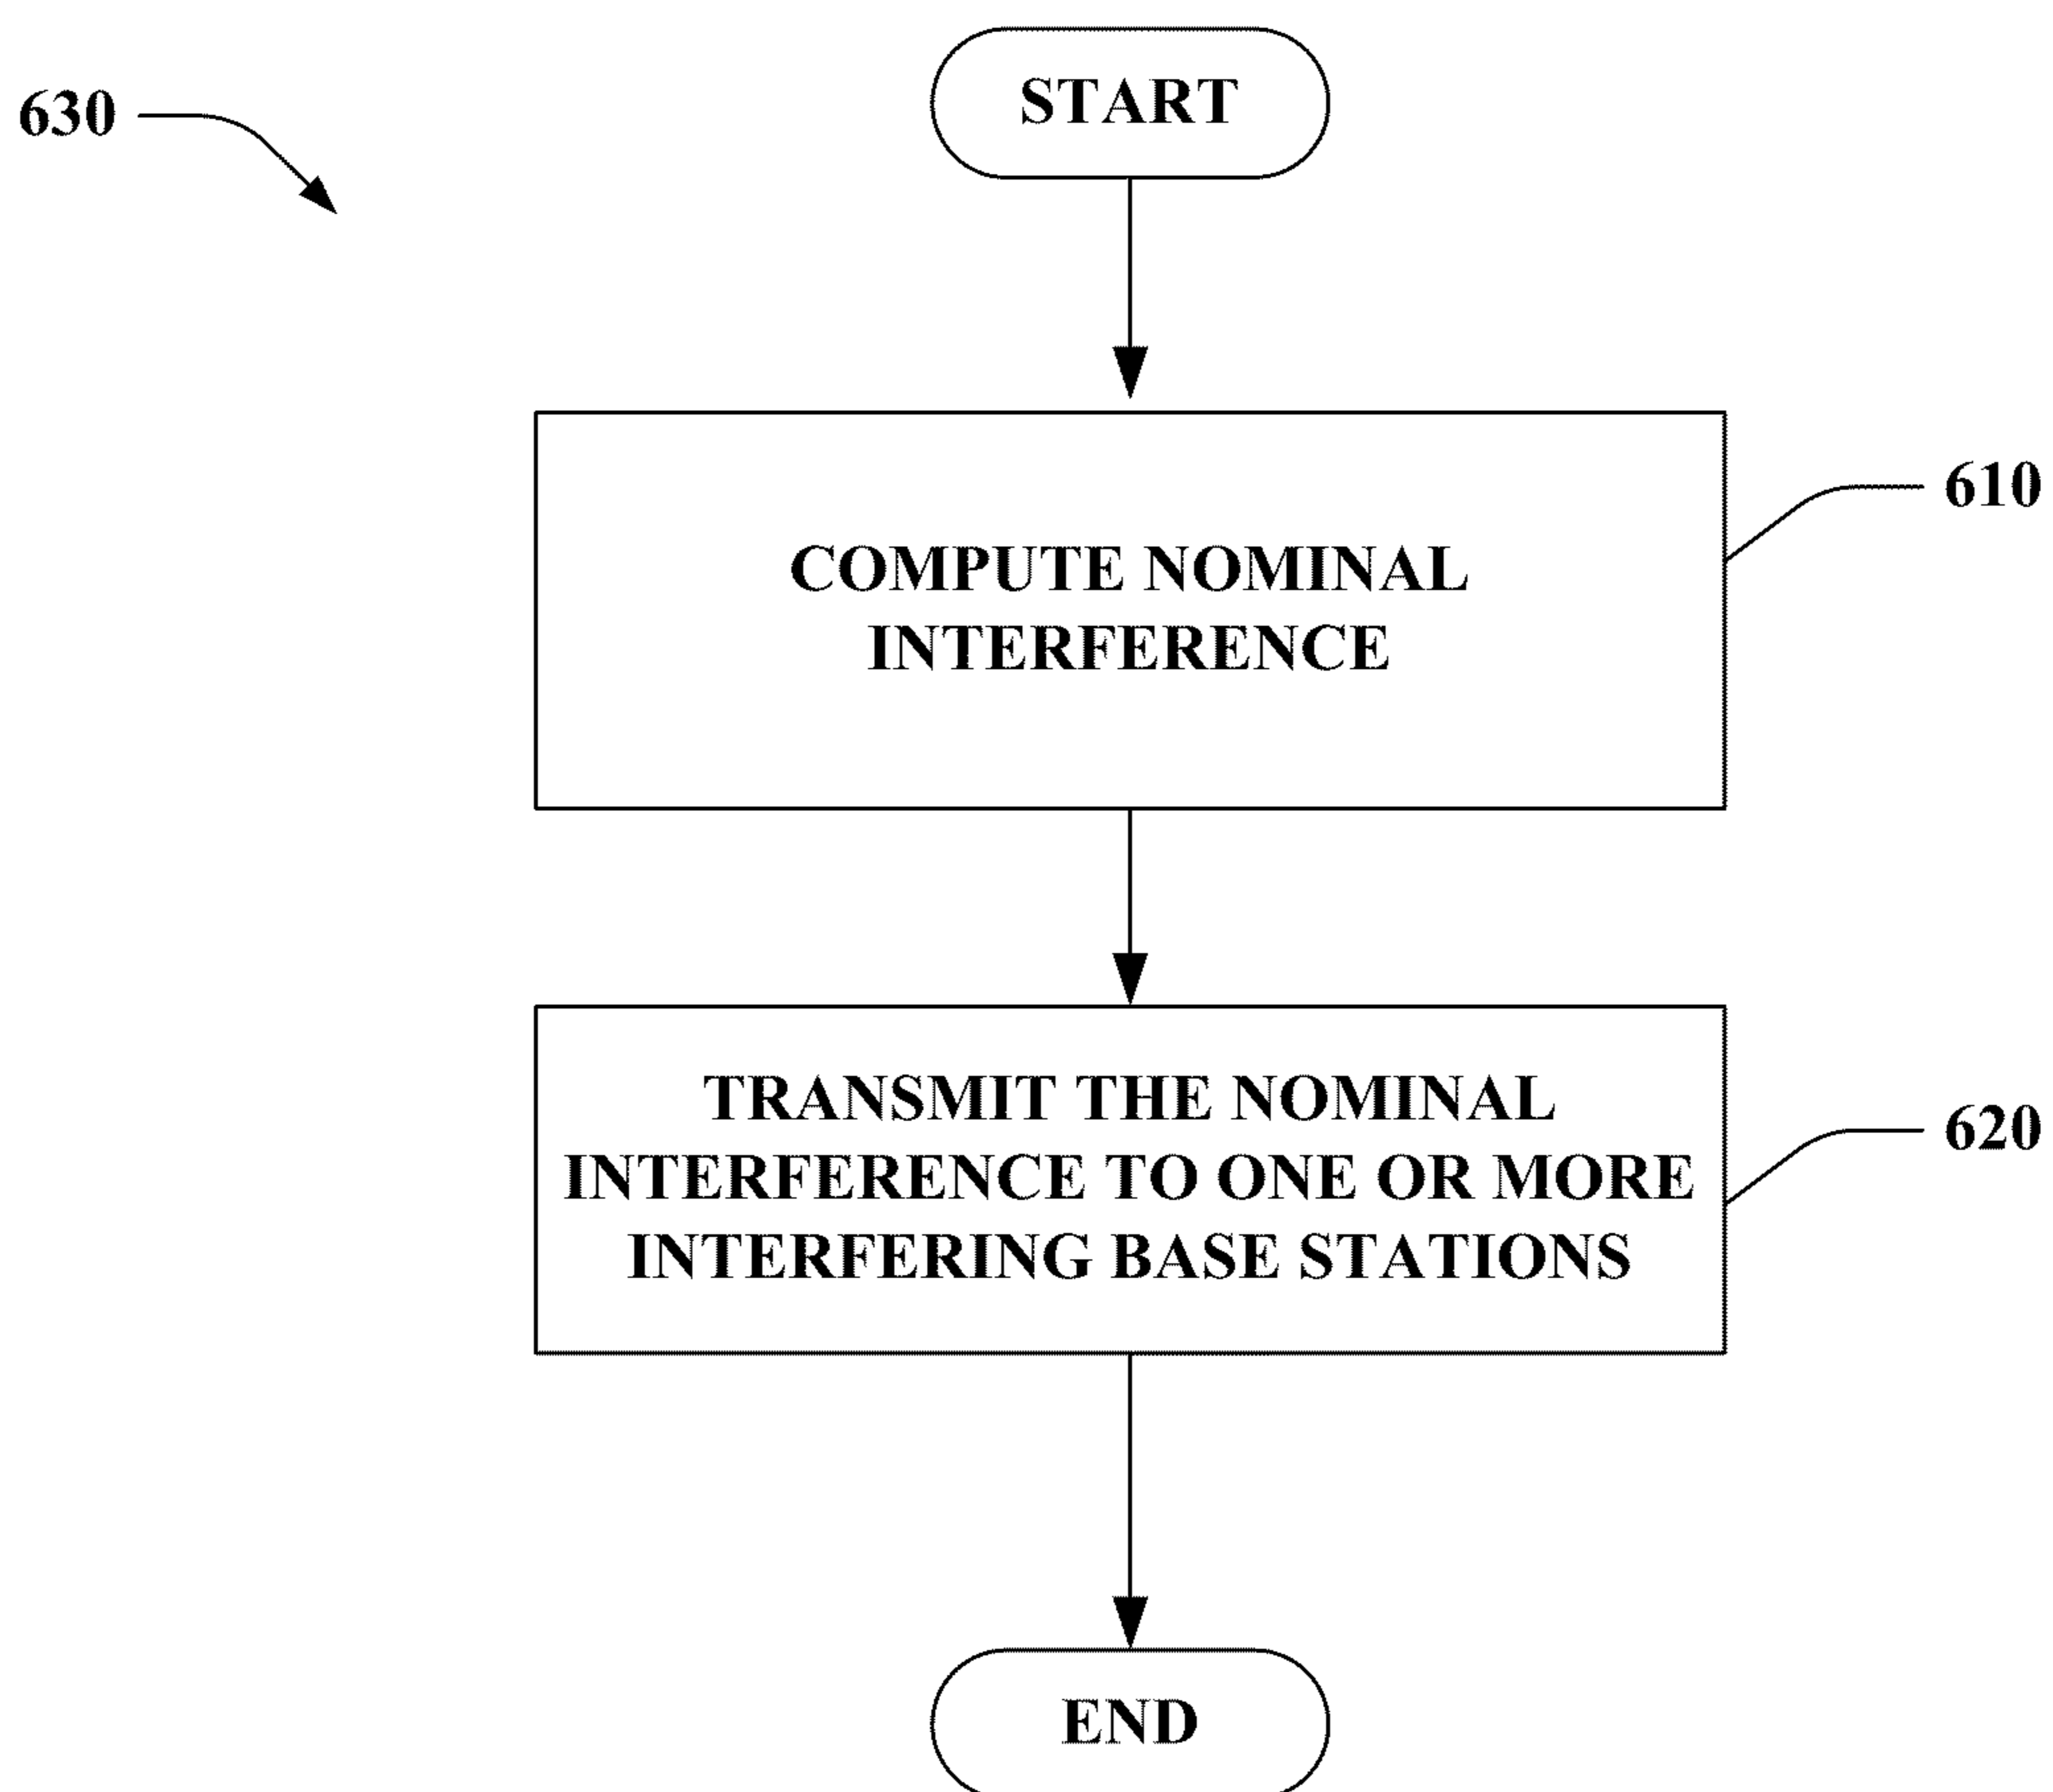 START
630
610
COMPUTE NOMINAL
INTERFERENCE
TRANSMIT THE NOMINAL
INTERFERENCE TO ONE OR MORE
INTERFERING BASE STATIONS
620
END